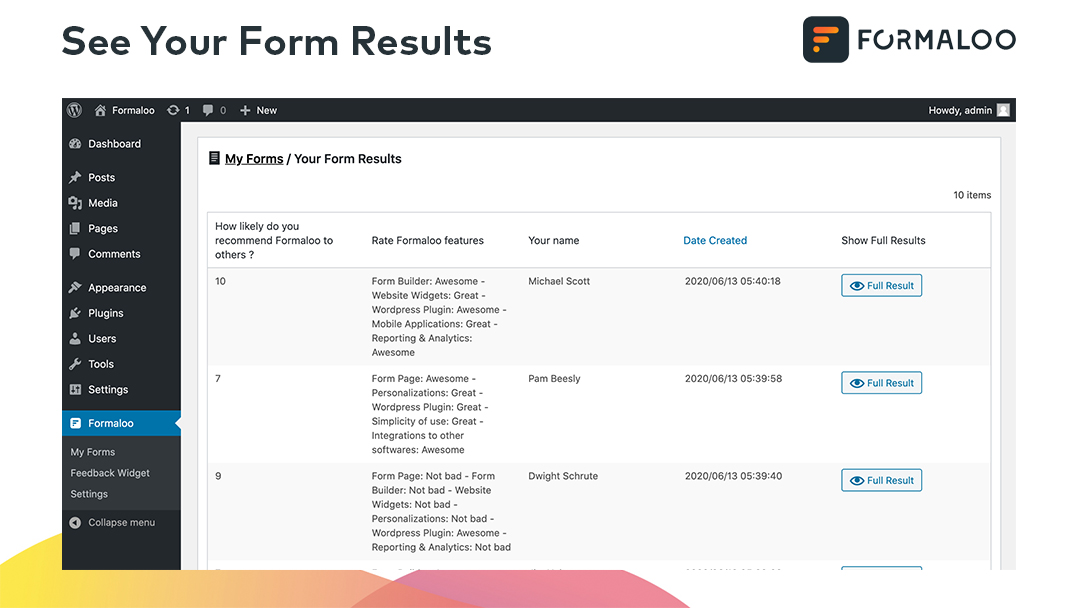 See Your Form Results
FORMALOO
Formaloo 1 0 New
Howdy, admin
Dashboard
Posts
Media
Pages
Comments
Appearance
Plugins
Users
Tools
Settings
Formaloo
My Forms
Feedback Widget
Settings
Collapse menu
My Forms / Your Form Results
10 items
How likely do you
recommend Formaloo to
others ?
Rate Formaloo features
Your name
Date Created
Show Full Results
10
Form Builder: Awesome -
Website Widgets: Great -
Wordpress Plugin: Awesome -
Mobile Applications: Great -
Reporting & Analytics:
Awesome
Michael Scott
2020/06/13 05:40:18
Full Result
7
Form Page: Awesome -
Personalizations: Great -
Wordpress Plugin: Great -
Simplicity of use: Great -
Integrations to other
softwares: Awesome
Pam Beesly
2020/06/13 05:39:58
Full Result
9
Form Page: Not bad - Form
Builder: Not bad - Website
Widgets: Not bad -
Personalizations: Not bad -
Wordpress Plugin: Awesome -
Reporting & Analytics: Not bad
Dwight Schrute
2020/06/13 05:39:40
Full Result